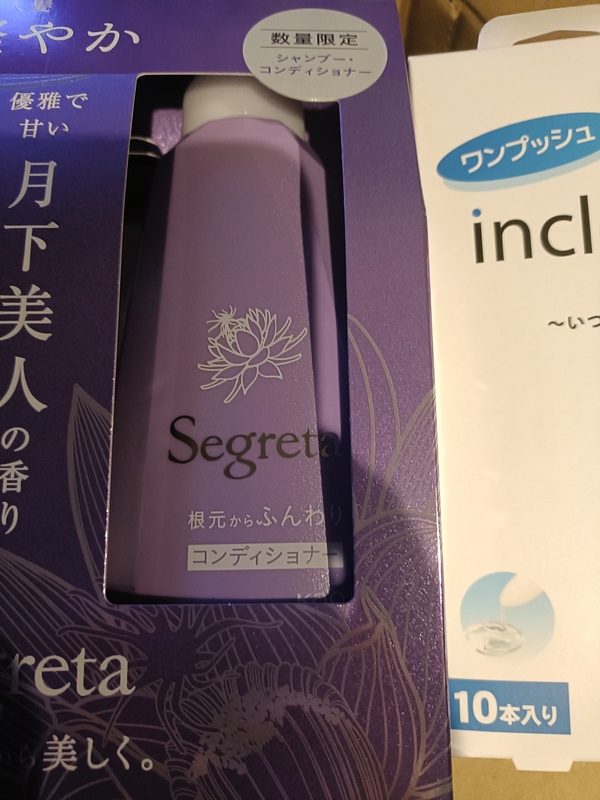 やか
数量限定
シャンプー・
コンディショナー
優雅で
甘い
月下美人の香り
Segreta
根元からふんわり
コンディショナー
reta
から美しく。
ワンプッシュ
incl
〜いつ
10本入り